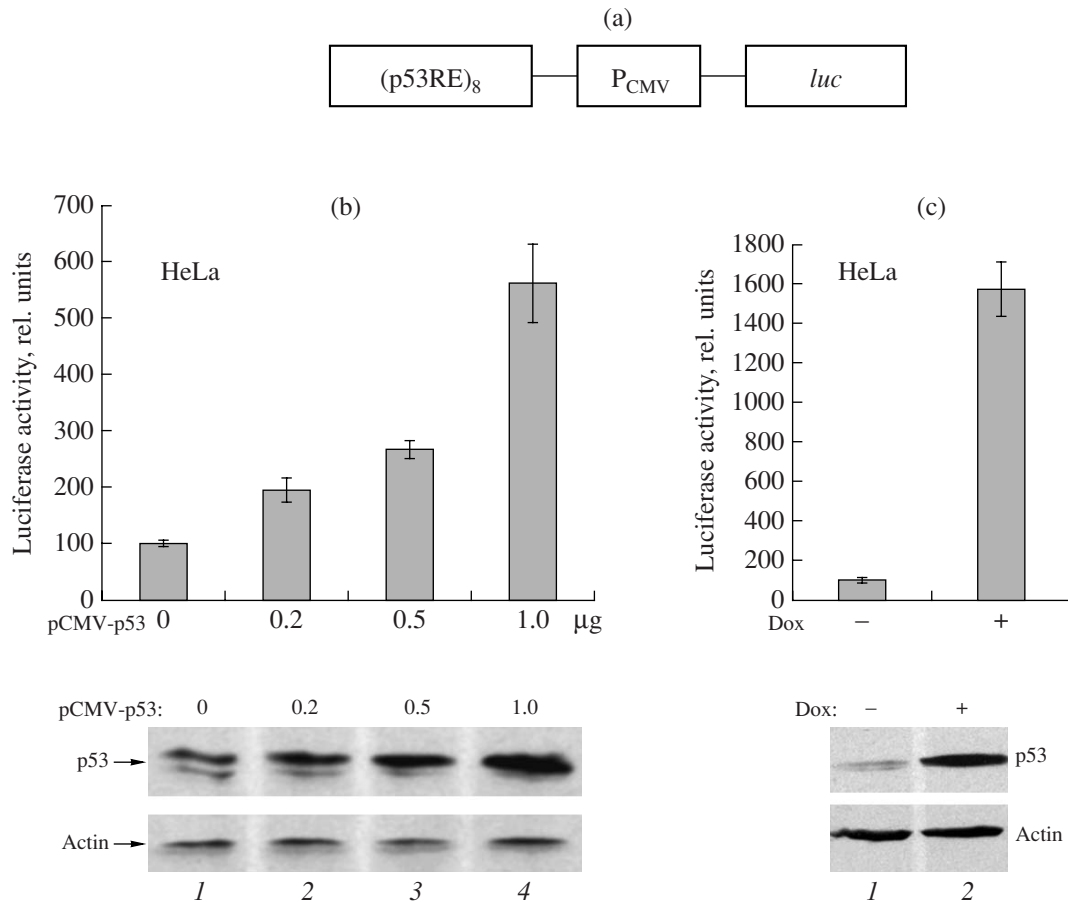 (a)
(p53RE)8 PCMV luc
(b)
Luciferase activity, rel. units
700
600
500
400
300
200
100
0
HeLa
pCMV-p53 0 0.2 0.5 1.0 μg
pCMV-p53: 0 0.2 0.5 1.0
p53
Actin
1 2 3 4
(c)
Luciferase activity, rel. units
1800
1600
1400
1200
1000
800
600
400
200
0
HeLa
Dox − +
Dox: − +
p53
Actin
1 2